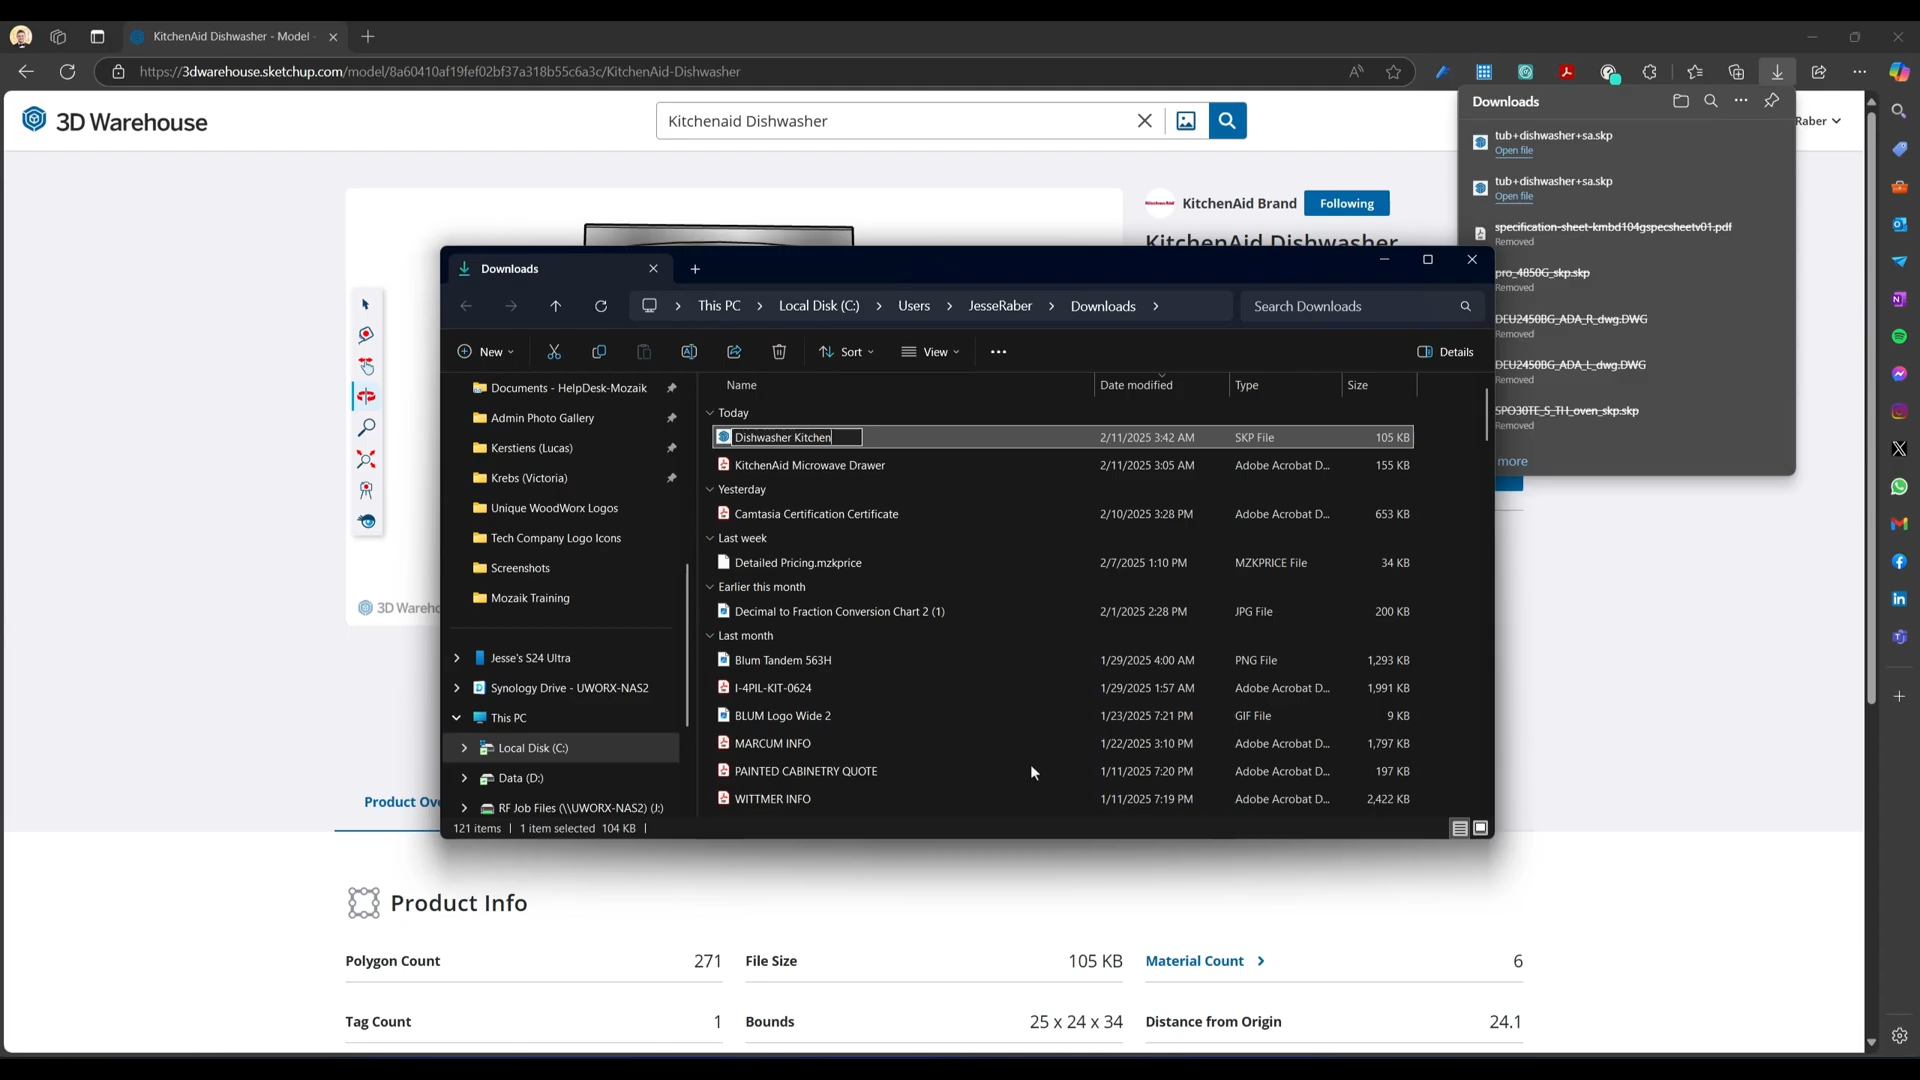 KitchenAid Dishwasher - Model -
https://3dwarehouse.sketchup.com/model/8a60410af19fef02bf37a318b55c6a3c/KitchenAid-Dishwasher
3D Warehouse
Kitchenaid Dishwasher
Raber
KitchenAid Brand
Following
KitchenAid Dishwasher
Downloads
tub+dishwasher+sa.skp
Open file
tub+dishwasher+sa.skp
Open file
specification-sheet-kmbd104gspecsheetv01.pdf
Removed
pro_4850G_skp.skp
Removed
DEU2450BG_ADA_R_dwg.DWG
Removed
DEU2450BG_ADA_L_dwg.DWG
Removed
SPO30TE_S_TH_oven_skp.skp
Removed
more
Downloads
This PC
Local Disk (C:)
Users
JesseRaber
Downloads
Search Downloads
New
Sort
View
Details
Documents - HelpDesk-Mozaik
Admin Photo Gallery
Kerstiens (Lucas)
Krebs (Victoria)
Unique WoodWorx Logos
Tech Company Logo Icons
Screenshots
Mozaik Training
Jesse's S24 Ultra
Synology Drive - UWORX-NAS2
This PC
Local Disk (C:)
Data (D:)
RF Job Files (\\UWORX-NAS2) (J:)
Name Date modified Type Size
Today
Dishwasher Kitchen 2/11/2025 3:42 AM SKP File 105 KB
KitchenAid Microwave Drawer 2/11/2025 3:05 AM Adobe Acrobat D... 155 KB
Yesterday
Camtasia Certification Certificate 2/10/2025 3:28 PM Adobe Acrobat D... 653 KB
Last week
Detailed Pricing.mzkprice 2/7/2025 1:10 PM MZKPRICE File 34 KB
Earlier this month
Decimal to Fraction Conversion Chart 2 (1) 2/1/2025 2:28 PM JPG File 200 KB
Last month
Blum Tandem 563H 1/29/2025 4:00 AM PNG File 1,293 KB
I-4PIL-KIT-0624 1/29/2025 1:57 AM Adobe Acrobat D... 1,991 KB
BLUM Logo Wide 2 1/23/2025 7:21 PM GIF File 9 KB
MARCUM INFO 1/22/2025 3:10 PM Adobe Acrobat D... 1,797 KB
PAINTED CABINETRY QUOTE 1/11/2025 7:20 PM Adobe Acrobat D... 197 KB
WITTMER INFO 1/11/2025 7:19 PM Adobe Acrobat D... 2,422 KB
121 items 1 item selected 104 KB
3D Wareho
Product Ove
Product Info
Polygon Count 271
File Size 105 KB
Material Count 6
Tag Count 1
Bounds 25 x 24 x 34
Distance from Origin 24.1